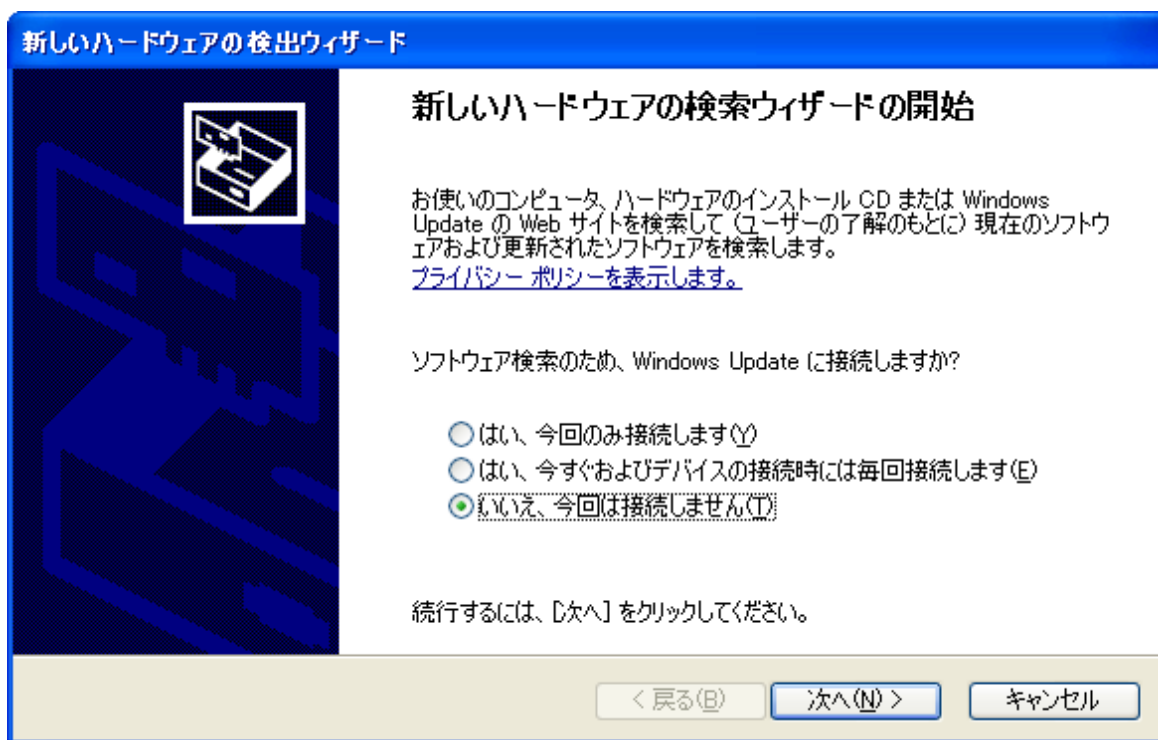 新しいハードウェアの検出ウィザード
新しいハードウェアの検索ウィザードの開始
お使いのコンピュータ、ハードウェアのインストール CD または Windows
Update の Web サイトを検索して (ユーザーの了解のもとに) 現在のソフトウ
ェアおよび更新されたソフトウェアを検索します。
プライバシー ポリシーを表示します。
ソフトウェア検索のため、Windows Update に接続しますか?
はい、今回のみ接続します(Y)
はい、今すぐおよびデバイスの接続時には毎回接続します(E)
いいえ、今回は接続しません(T)
続行するには、[次へ] をクリックしてください。
< 戻る(B) 次へ(N) > キャンセル